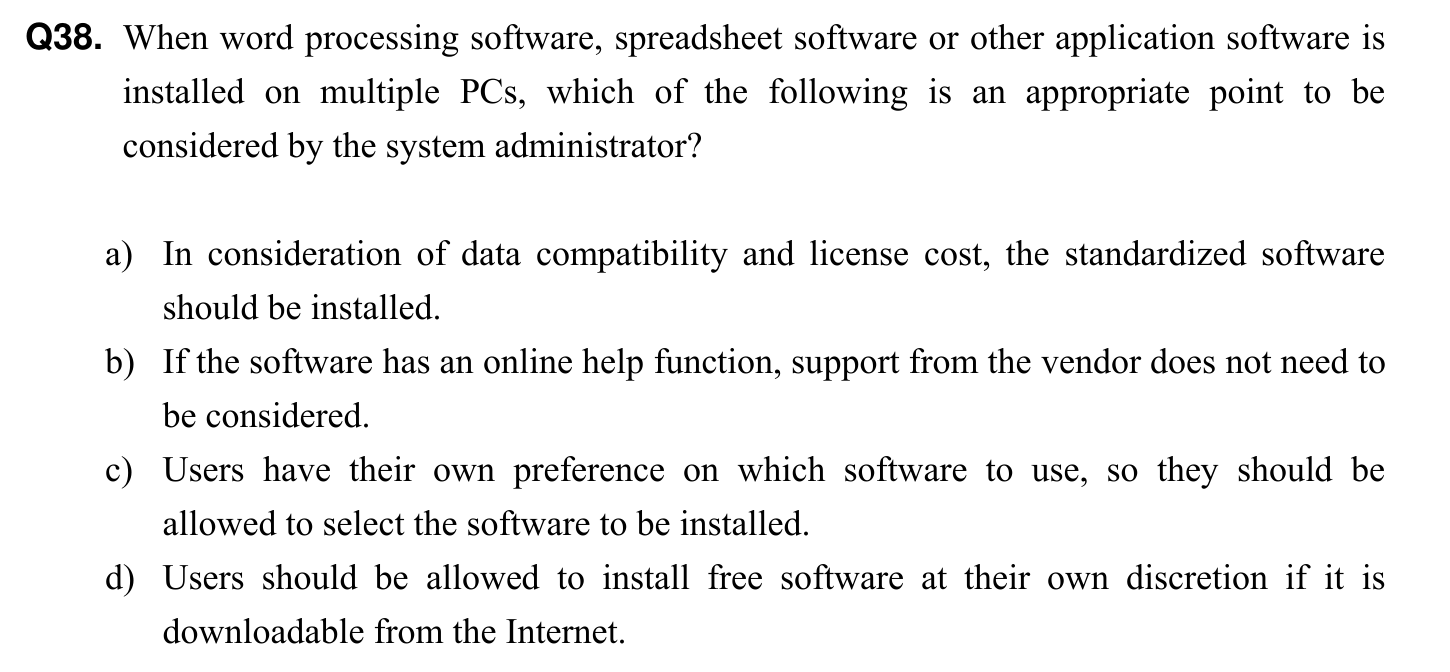 Q38. When word processing software, spreadsheet software or other application software is
installed on multiple PCs, which of the following is an appropriate point to be
considered by the system administrator?
a) In consideration of data compatibility and license cost, the standardized software
should be installed.
b) If the software has an online help function, support from the vendor does not need to
be considered.
c) Users have their own preference on which software to use, so they should be
allowed to select the software to be installed.
d) Users should be allowed to install free software at their own discretion if it is
downloadable from the Internet.